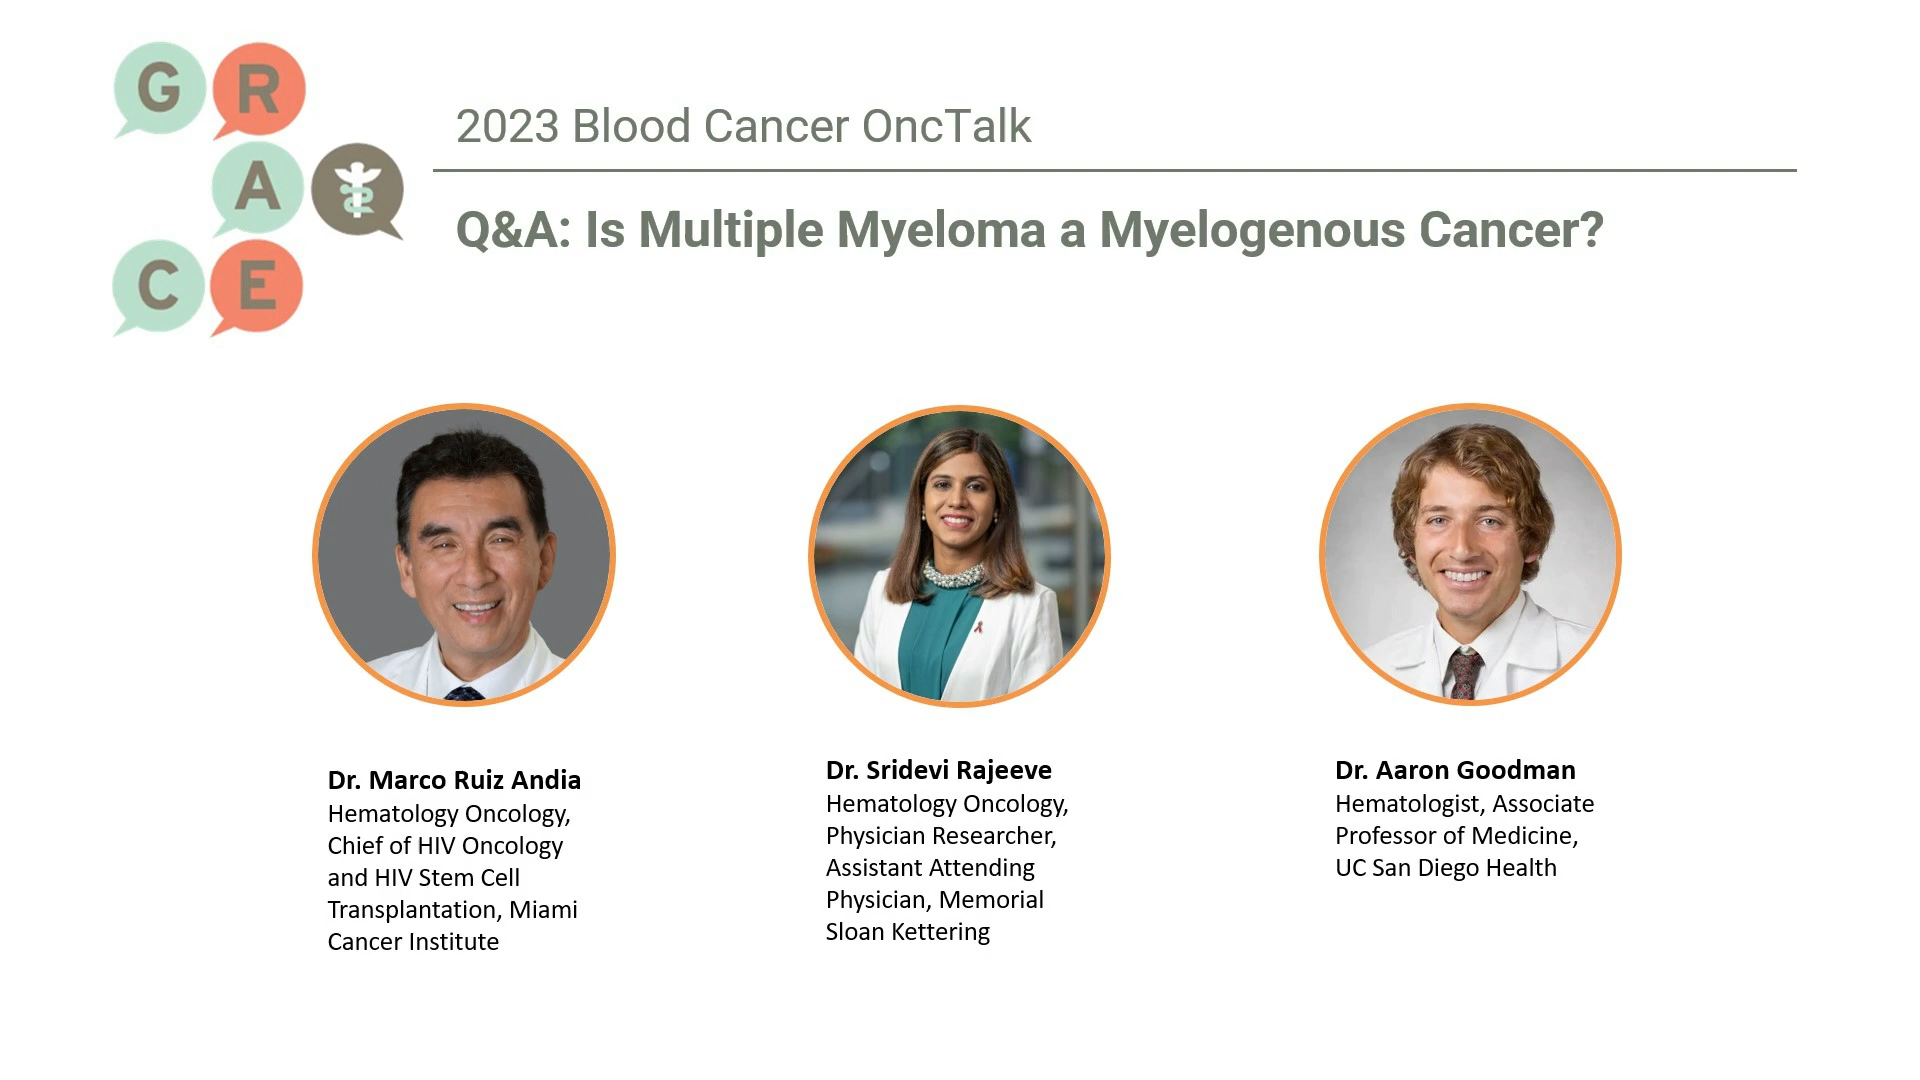 G R
A
C E
2023 Blood Cancer OncTalk
Q&A: Is Multiple Myeloma a Myelogenous Cancer?
Dr. Marco Ruiz Andia
Hematology Oncology,
Chief of HIV Oncology
and HIV Stem Cell
Transplantation, Miami
Cancer Institute
Dr. Sridevi Rajeeve
Hematology Oncology,
Physician Researcher,
Assistant Attending
Physician, Memorial
Sloan Kettering
Dr. Aaron Goodman
Hematologist, Associate
Professor of Medicine,
UC San Diego Health